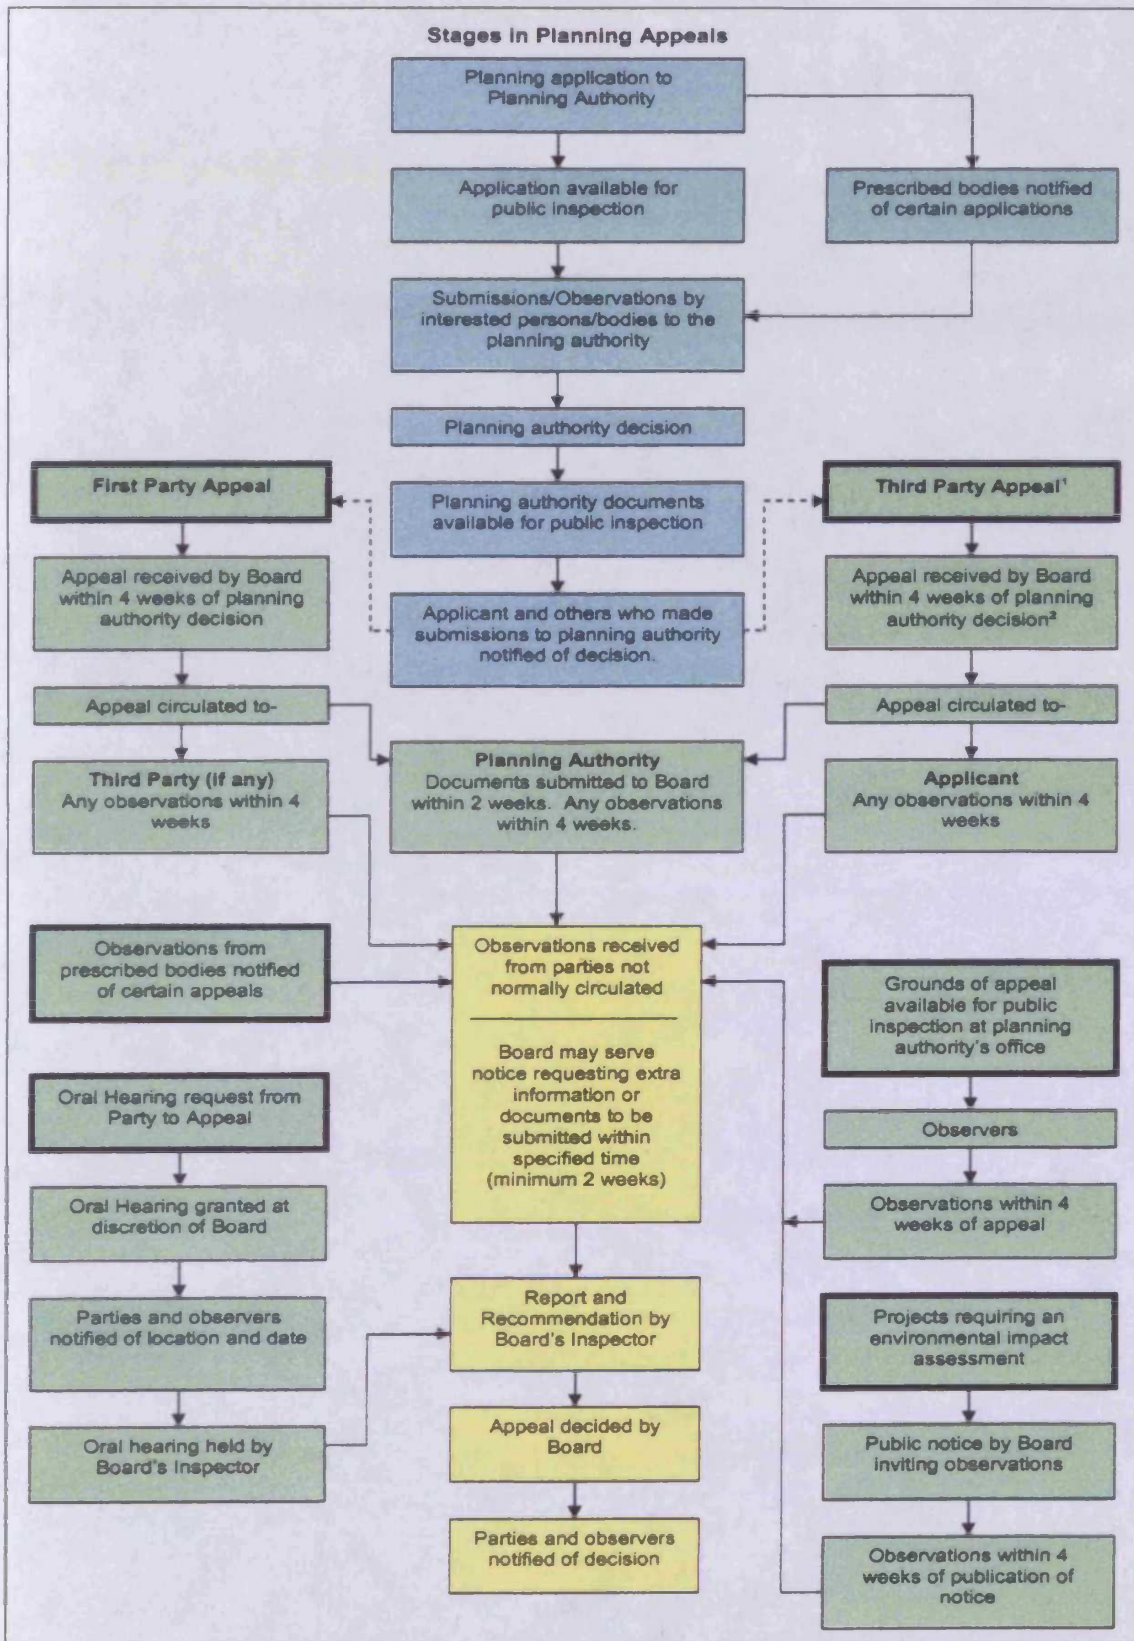 Stages in Planning Appeals
Planning application to
Planning Authority
Application available for
public inspection
Prescribed bodies notified
of certain applications
Submissions/Observations by
interested persons/bodies to the
planning authority
Planning authority decision
First Party Appeal
Planning authority documents
available for public inspection
Third Party Appeal¹
Appeal received by Board
within 4 weeks of planning
authority decision
Applicant and others who made
submissions to planning authority
notified of decision.
Appeal received by Board
within 4 weeks of planning
authority decision²
Appeal circulated to-
Appeal circulated to-
Third Party (if any)
Any observations within 4
weeks
Planning Authority
Documents submitted to Board
within 2 weeks. Any observations
within 4 weeks.
Applicant
Any observations within 4
weeks
Observations from
prescribed bodies notified
of certain appeals
Observations received
from parties not
normally circulated
Board may serve
notice requesting extra
information or
documents to be
submitted within
specified time
(minimum 2 weeks)
Grounds of appeal
available for public
inspection at planning
authority's office
Oral Hearing request from
Party to Appeal
Observers
Oral Hearing granted at
discretion of Board
Observations within 4
weeks of appeal
Parties and observers
notified of location and date
Report and
Recommendation by
Board's Inspector
Projects requiring an
environmental impact
assessment
Oral hearing held by
Board's Inspector
Appeal decided by
Board
Public notice by Board
inviting observations
Parties and observers
notified of decision
Observations within 4
weeks of publication of
notice